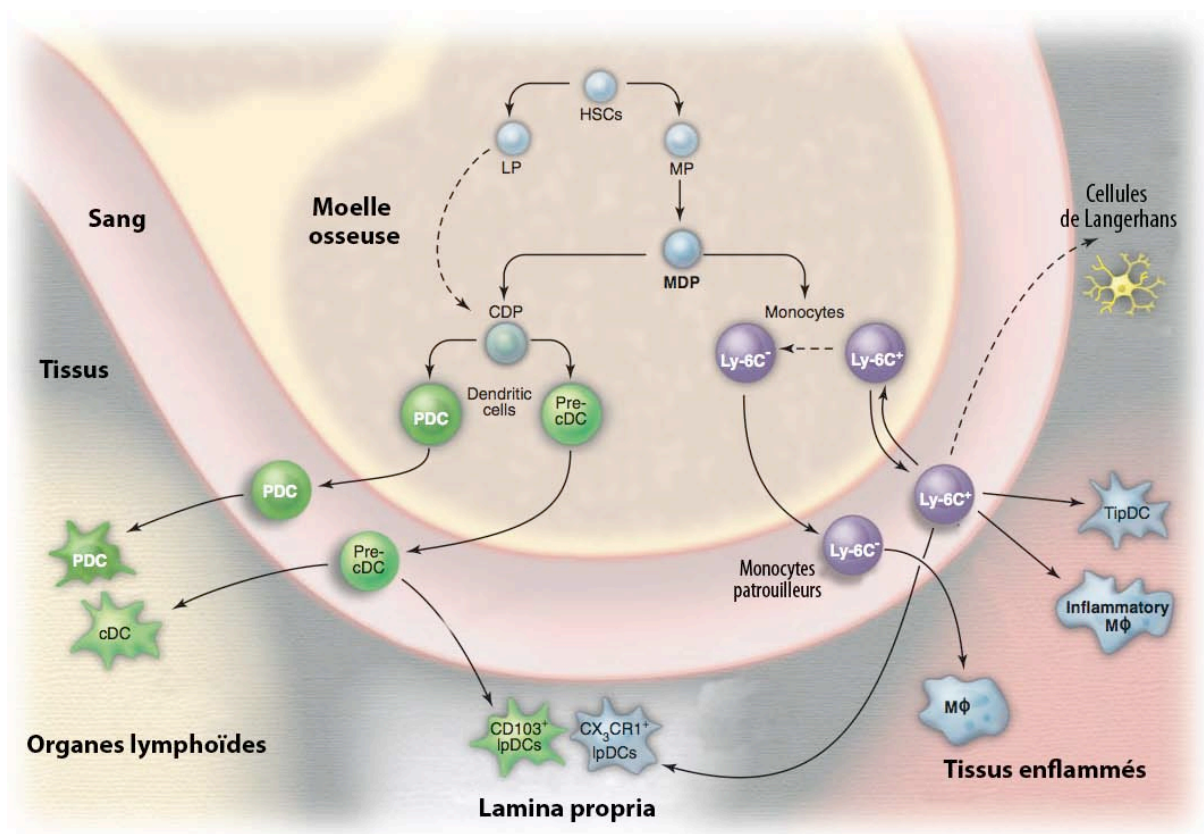 HSCs
LP
MP
Moelle
osseuse
Sang
Cellules
de Langerhans
MDP
CDP
Monocytes
Ly-6C⁻
Ly-6C⁺
Tissus
Dendritic
cells
PDC
Pre-
cDC
PDC
Ly-6C⁺
TipDC
PDC
Pre-
cDC
Ly-6C⁻
Monocytes
patrouilleurs
cDC
Inflammatory
MΦ
MΦ
CD103⁺
lpDCs
CX₃CR1⁺
lpDCs
Organes lymphoïdes
Tissus enflammés
Lamina propria